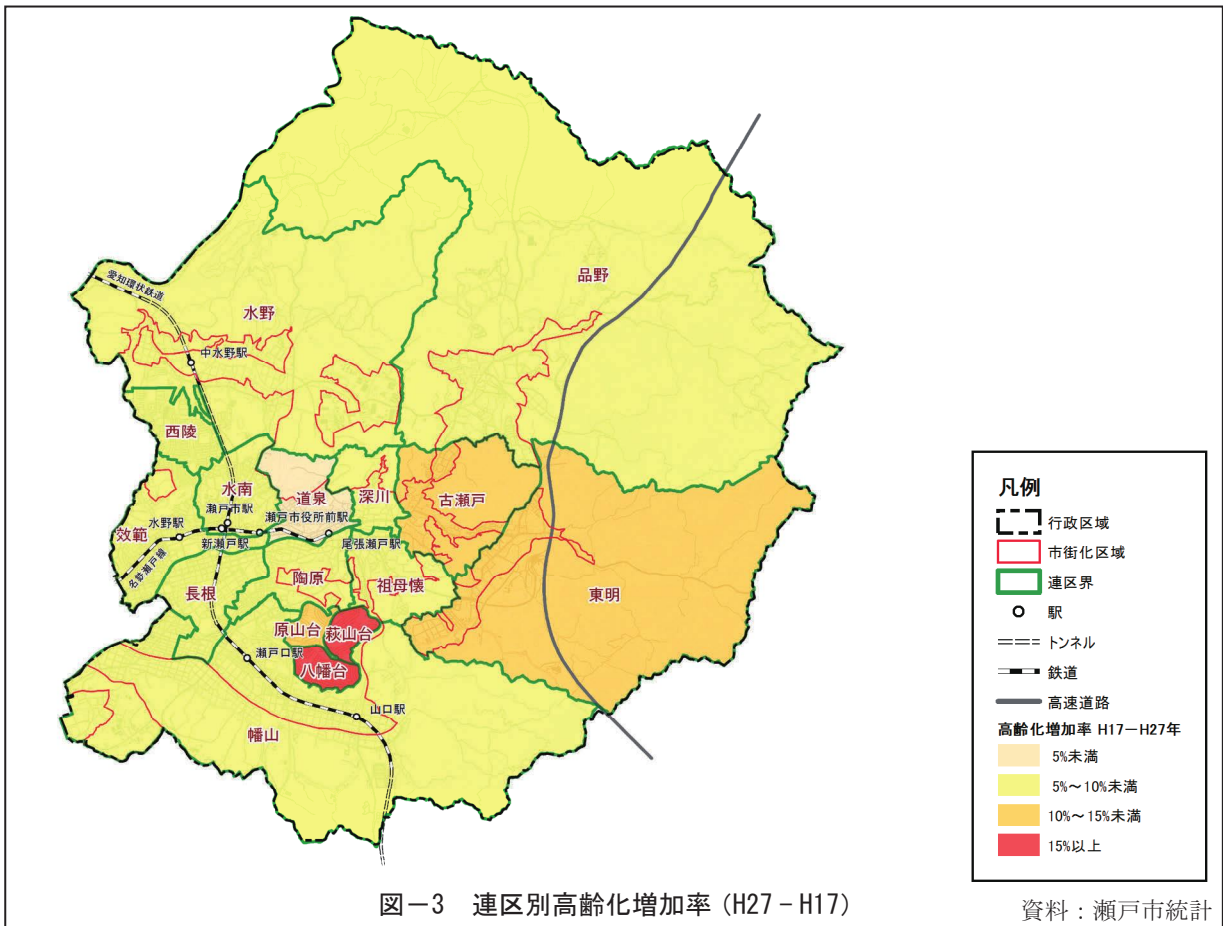 品野
愛知環状鉄道
水野
中水野駅
西陵
水南
道泉
深川
古瀬戸
瀬戸市駅
瀬戸市役所前駅
水野駅
効範
新瀬戸駅
尾張瀬戸駅
名鉄瀬戸線
陶原
祖母懐
長根
東明
原山台
萩山台
瀬戸口駅
八幡台
山口駅
幡山
凡例
行政区域
市街化区域
連区界
駅
トンネル
鉄道
高速道路
高齢化増加率 H17－H27年
5%未満
5%～10%未満
10%～15%未満
15%以上
図－3 連区別高齢化増加率（H27－H17）
資料：瀬戸市統計